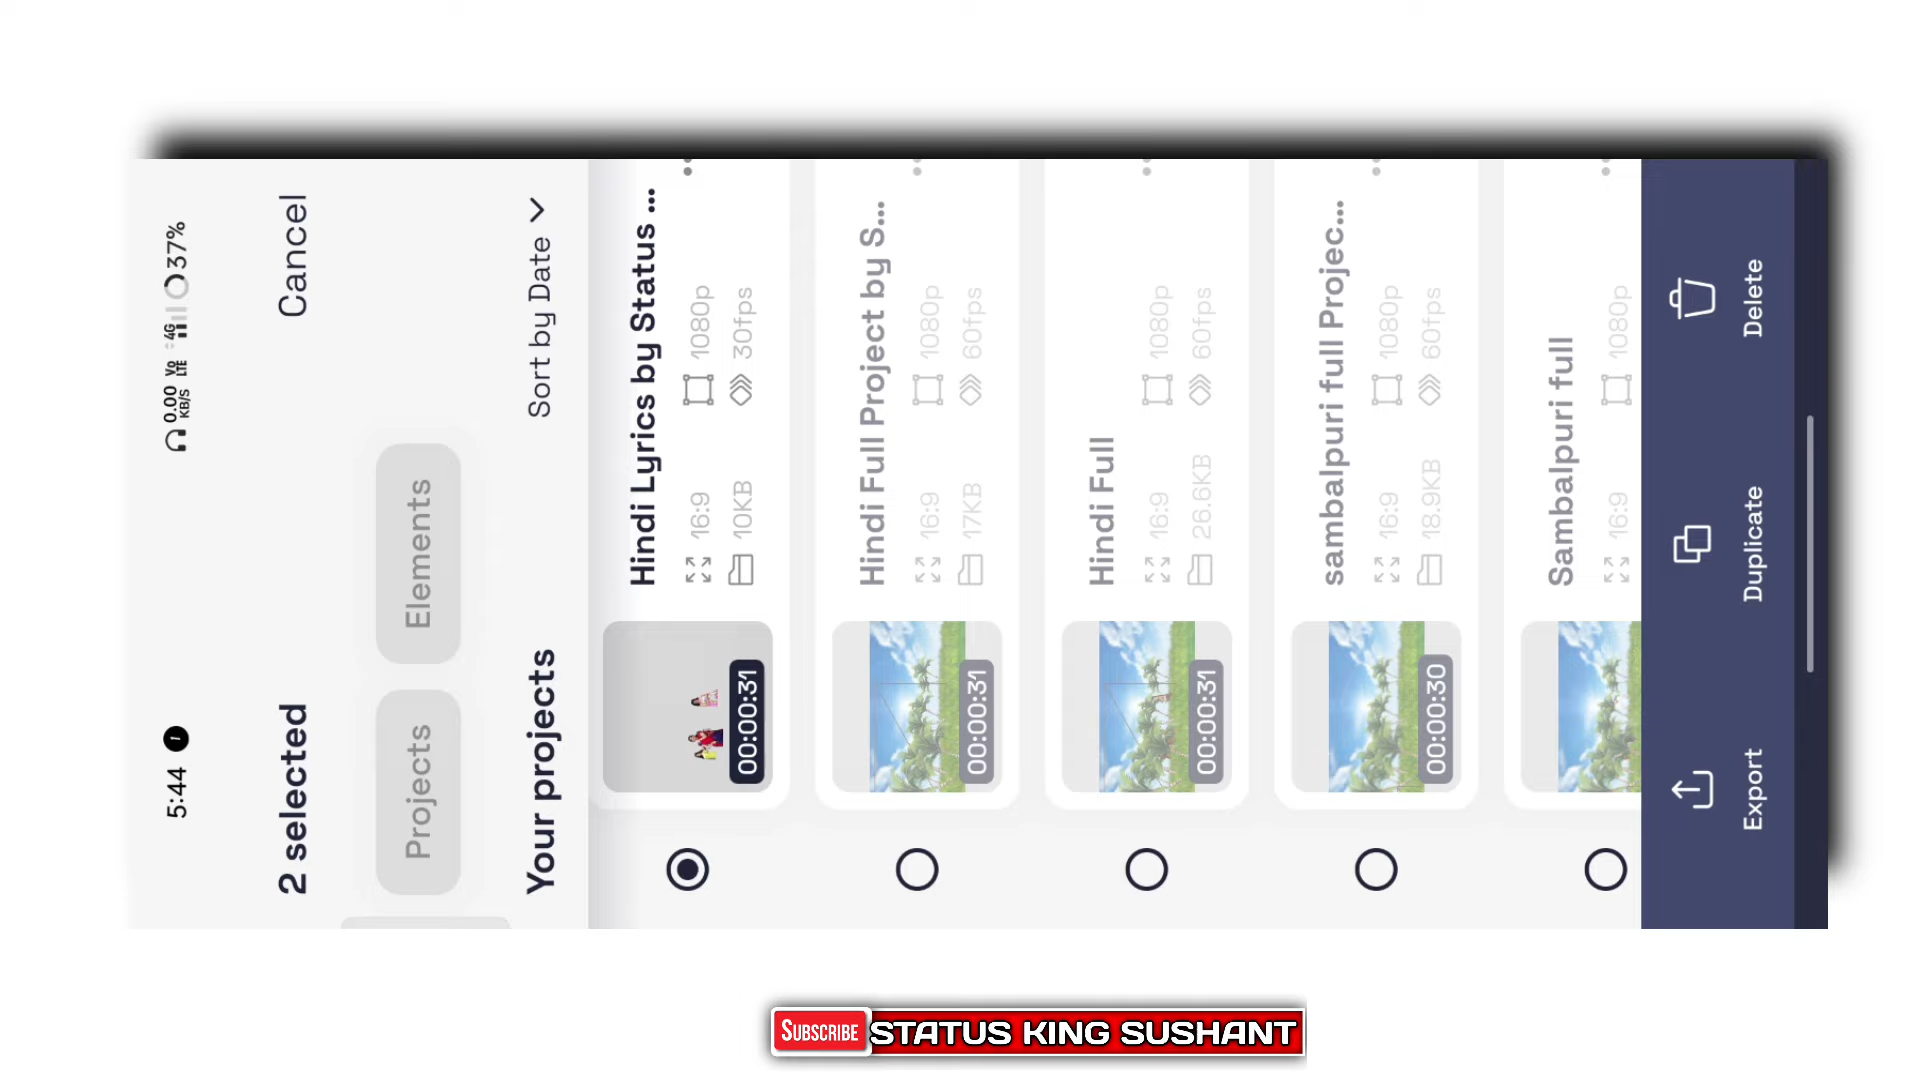 5:44
0.00 KB/S Vo LTE 4G 37%
2 selected
Cancel
Projects
Elements
Your projects
Sort by Date
Hindi Lyrics by Status ...
16:9
1080p
10KB
30fps
00:00:31
Hindi Full Project by S...
16:9
1080p
17KB
60fps
00:00:31
Hindi Full
16:9
1080p
26.6KB
60fps
00:00:31
sambalpuri full Projec...
16:9
1080p
18.9KB
60fps
00:00:30
Sambalpuri full
16:9
1080p
Export
Duplicate
Delete
SUBSCRIBE
STATUS KING SUSHANT